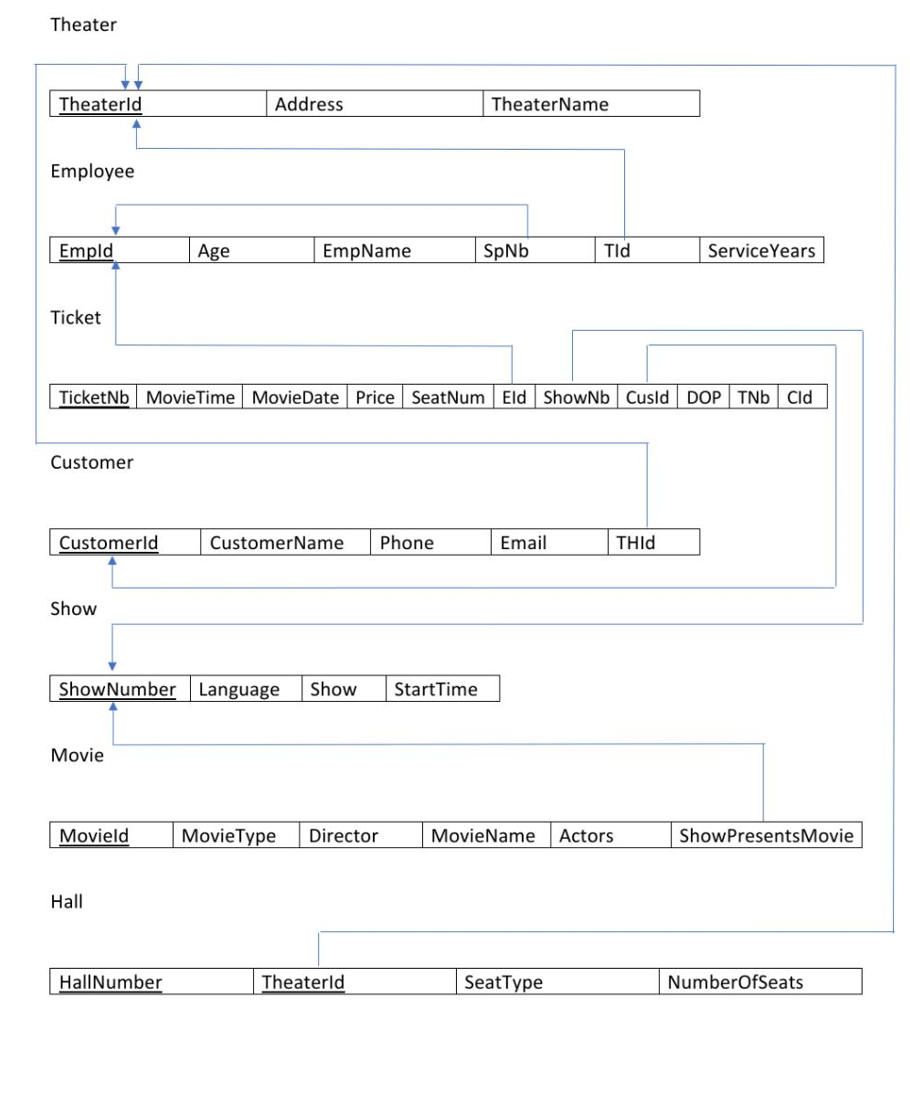 Theater
TheaterId Address TheaterName
Employee
EmpId Age EmpName SpNb TId ServiceYears
Ticket
TicketNb MovieTime MovieDate Price SeatNum EId ShowNb CusId DOP TNb CId
Customer
CustomerId CustomerName Phone Email THId
Show
ShowNumber Language Show StartTime
Movie
MovieId MovieType Director MovieName Actors ShowPresentsMovie
Hall
HallNumber TheaterId SeatType NumberOfSeats